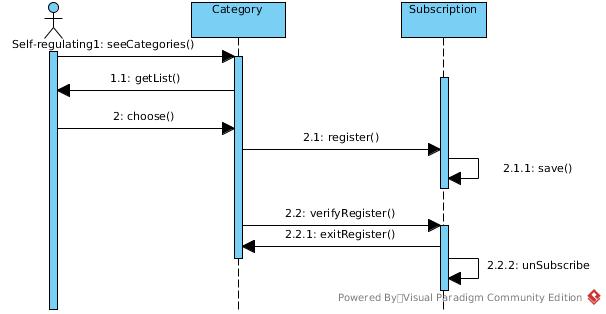 Category
Subscription
Self-regulating1: seeCategories()
1.1: getList()
2: choose()
2.1: register()
2.1.1: save()
2.2: verifyRegister()
2.2.1: exitRegister()
2.2.2: unSubscribe
Powered By Visual Paradigm Community Edition